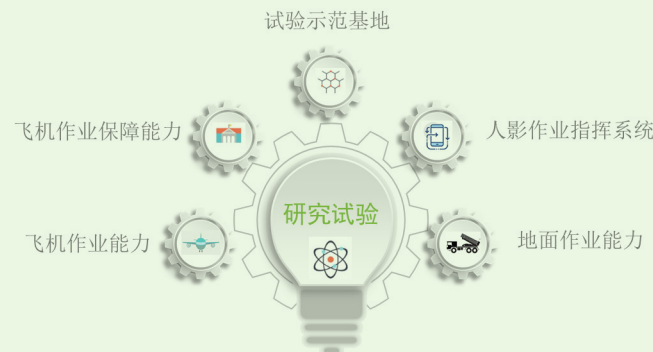 试验示范基地
飞机作业保障能力
人影作业指挥系统
研究试验
飞机作业能力
地面作业能力